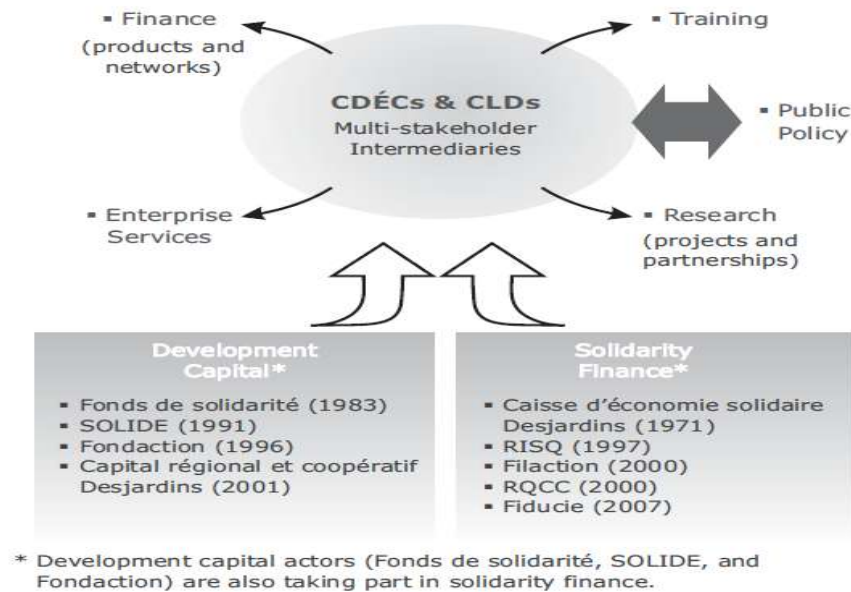 ▪ Finance
(products and
networks)
▪ Training
CDÉCs & CLDs
Multi-stakeholder
Intermediaries
▪ Public
Policy
▪ Enterprise
Services
▪ Research
(projects and
partnerships)
Development
Capital*
▪ Fonds de solidarité (1983)
▪ SOLIDE (1991)
▪ Fondaction (1996)
▪ Capital régional et coopératif
Desjardins (2001)
Solidarity
Finance*
▪ Caisse d’économie solidaire
Desjardins (1971)
▪ RISQ (1997)
▪ Filaction (2000)
▪ RQCC (2000)
▪ Fiducie (2007)
* Development capital actors (Fonds de solidarité, SOLIDE, and
Fondaction) are also taking part in solidarity finance.